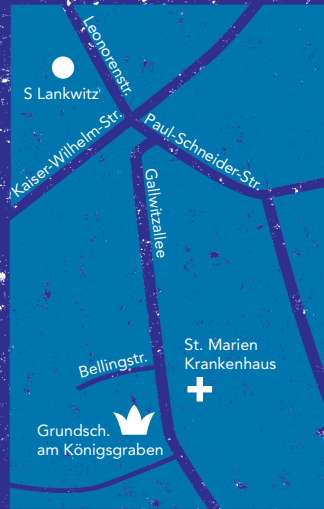 Leonorenstr.
S Lankwitz
Kaiser-Wilhelm-Str.
Paul-Schneider-Str.
Gallwitzallee
Bellingstr.
St. Marien
Krankenhaus
Grundsch.
am Königsgraben